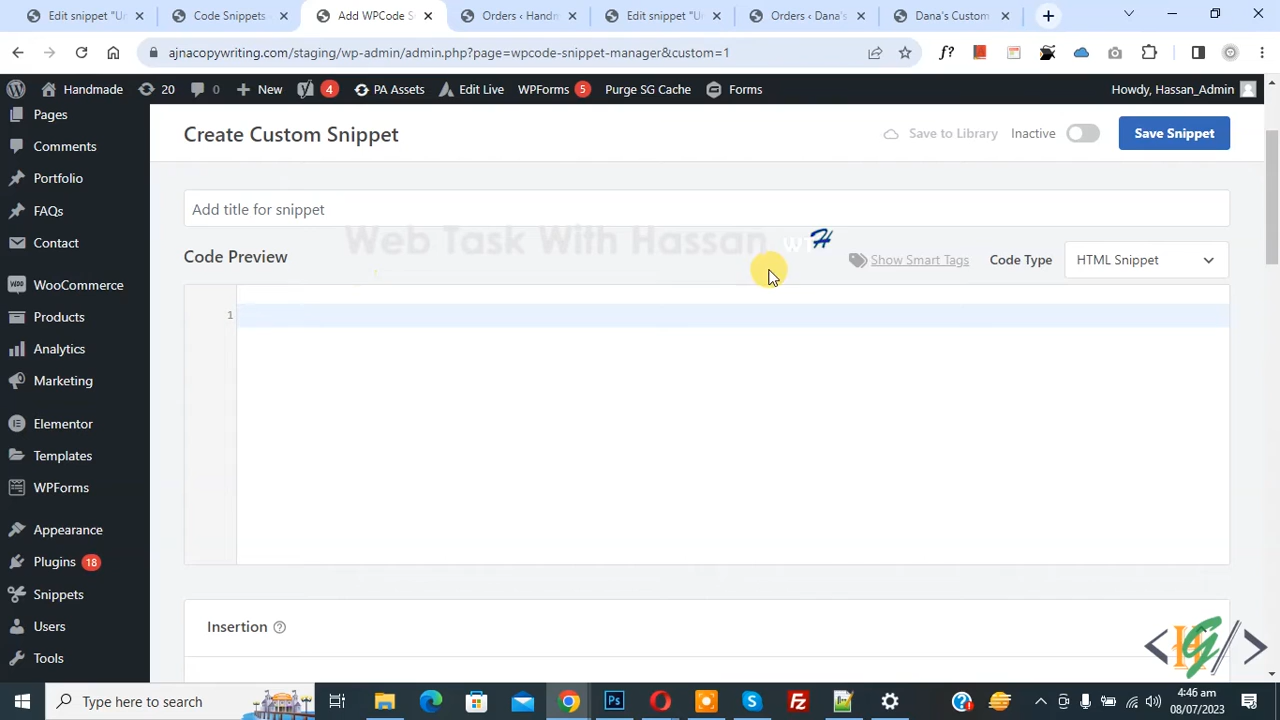 Edit snippet "Ur
Code Snippets
Add WPCode S
Orders ‹ Handm
Edit snippet "Ur
Orders ‹ Dana's
Dana's Custom
ajnacopywriting.com/staging/wp-admin/admin.php?page=wpcode-snippet-manager&custom=1
f?
Handmade
20
0
New
4
PA Assets
Edit Live
WPForms 5
Purge SG Cache
Forms
Howdy, Hassan_Admin
Pages
Comments
Portfolio
FAQs
Contact
WooCommerce
Products
Analytics
Marketing
Elementor
Templates
WPForms
Appearance
Plugins 18
Snippets
Users
Tools
Create Custom Snippet
Save to Library
Inactive
Save Snippet
Add title for snippet
Web Task With Hassan
Code Preview
Show Smart Tags
Code Type
HTML Snippet
1
Insertion
Type here to search
4:46 am
08/07/2023